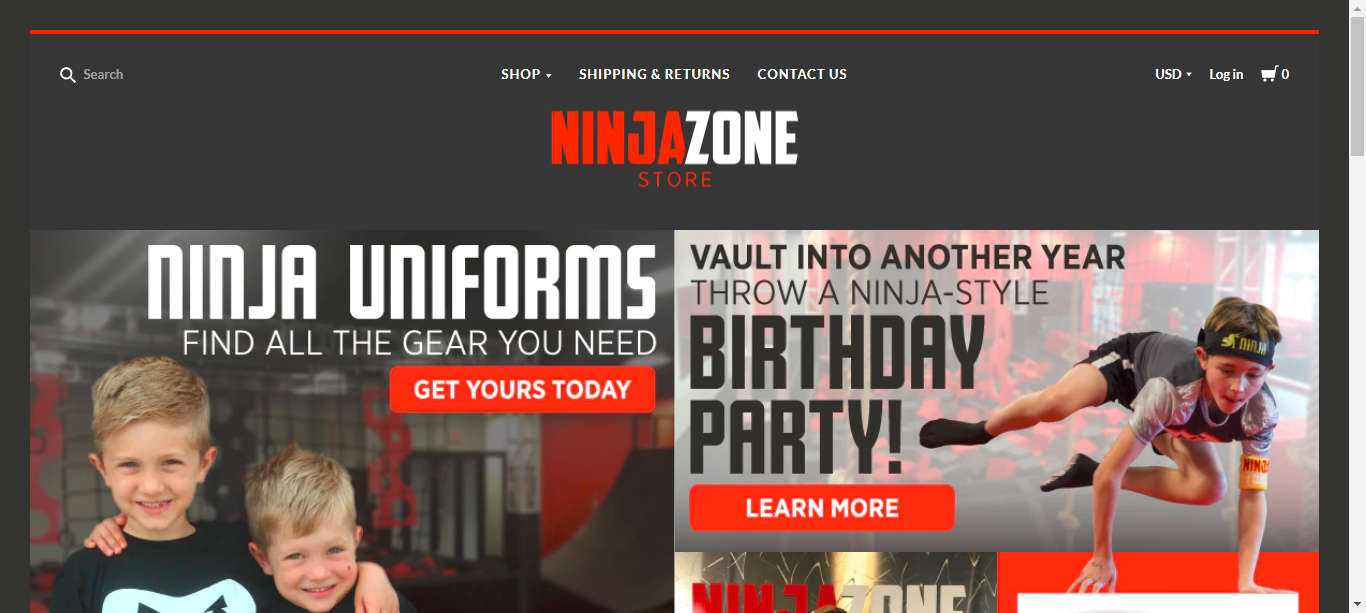 Search
SHOP
SHIPPING & RETURNS
CONTACT US
USD
Log in
0
NINJAZONE
STORE
NINJA UNIFORMS
FIND ALL THE GEAR YOU NEED
GET YOURS TODAY
VAULT INTO ANOTHER YEAR
THROW A NINJA-STYLE
BIRTHDAY
PARTY!
LEARN MORE
NINJA
NINJA
NINJAZONE